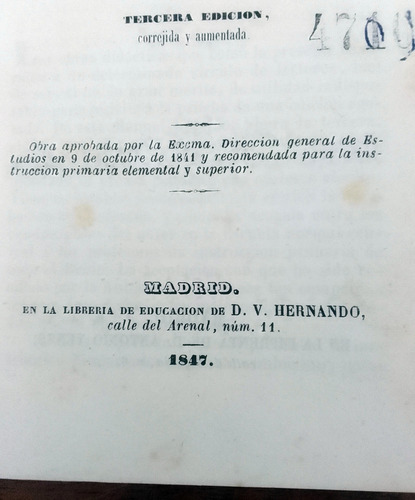 TERCERA EDICION,
correjida y aumentada.
Obra aprobada por la Excma. Direccion general de Es-
tudios en 9 de octubre de 1841 y recomendada para la ins-
truccion primaria elemental y superior.
MADRID.
EN LA LIBRERIA DE EDUCACION DE D. V. HERNANDO,
calle del Arenal, núm. 11.
1847.